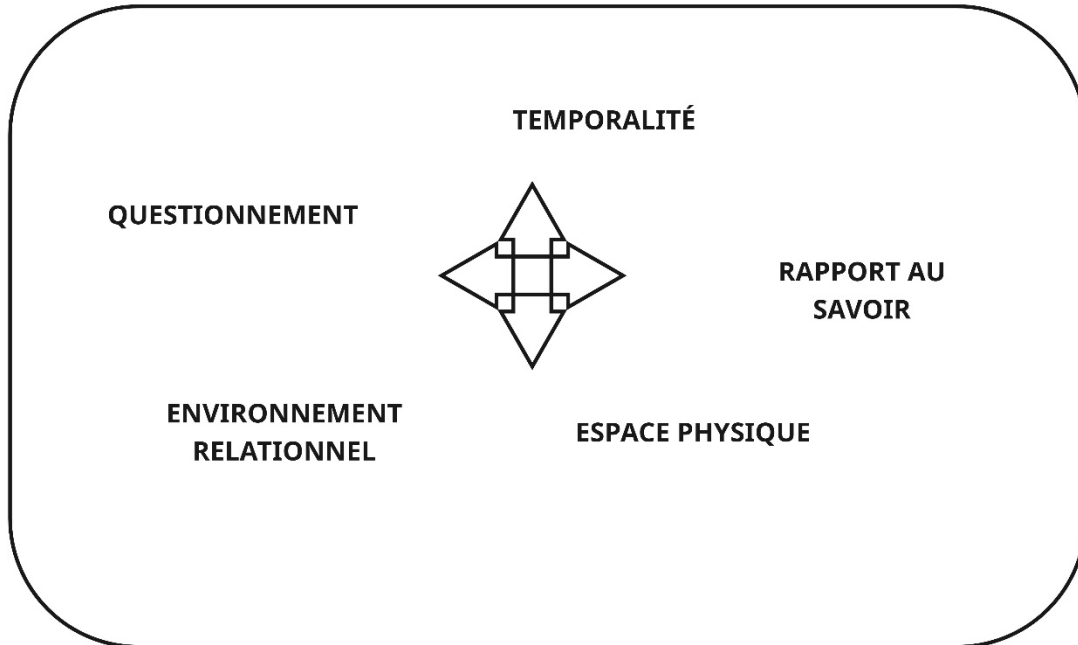 TEMPORALITÉ
QUESTIONNEMENT
RAPPORT AU
SAVOIR
ENVIRONNEMENT
RELATIONNEL
ESPACE PHYSIQUE